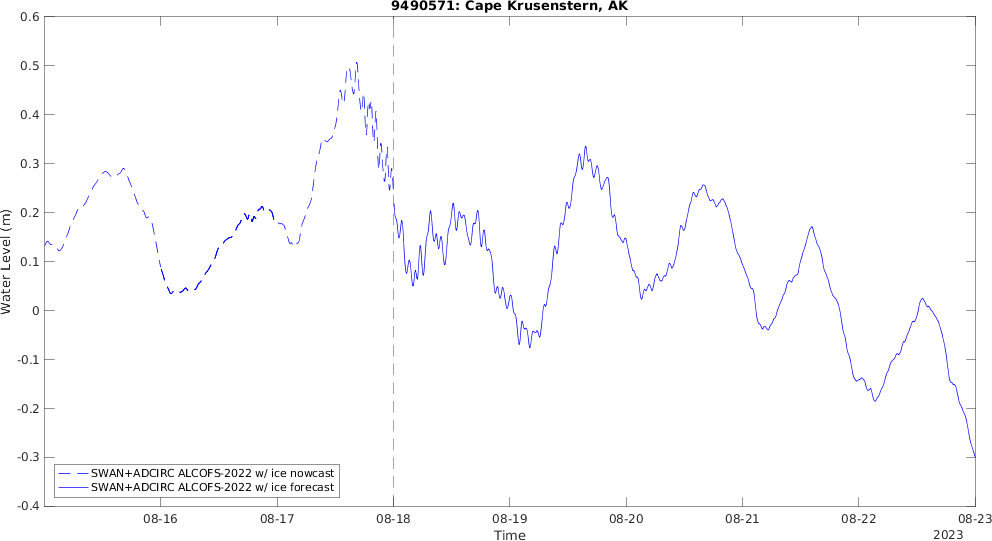 9490571: Cape Krusenstern, AK
0.6
0.5
0.4
0.3
0.2
0.1
0
-0.1
-0.2
-0.3
-0.4
Water Level (m)
SWAN+ADCIRC ALCOFS-2022 w/ ice nowcast
SWAN+ADCIRC ALCOFS-2022 w/ ice forecast
08-16 08-17 08-18 08-19 08-20 08-21 08-22 08-23
Time
2023